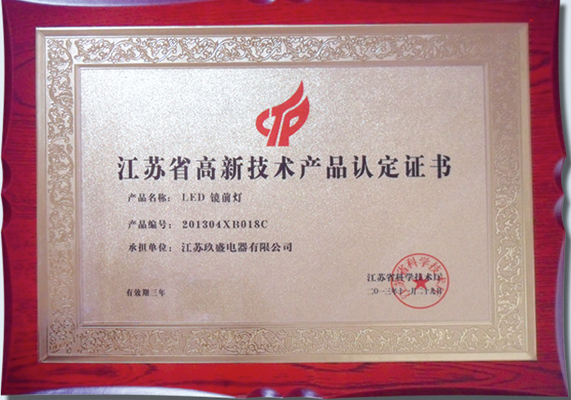 江苏省高新技术产品认定证书
产品名称：LED 镜前灯
产品编号：201304XB018C
承担单位：江苏玖盛电器有限公司
江苏省科学技术厅
有效期三年